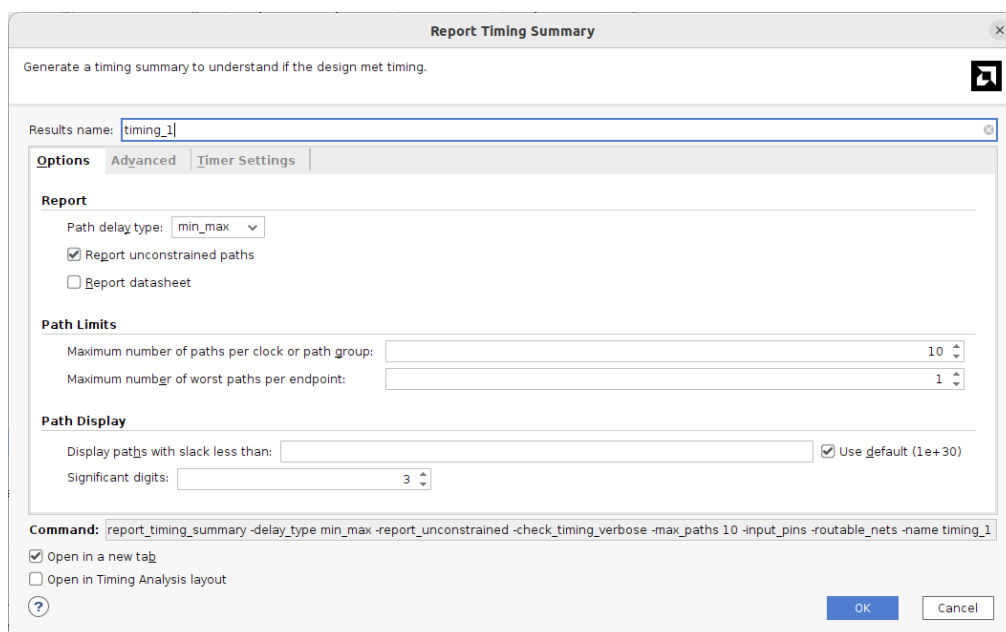 Report Timing Summary
Generate a timing summary to understand if the design met timing.
Results name: timing_1
Options Advanced Timer Settings
Report
Path delay type: min_max
Report unconstrained paths
Report datasheet
Path Limits
Maximum number of paths per clock or path group: 10
Maximum number of worst paths per endpoint: 1
Path Display
Display paths with slack less than: Use default (1e+30)
Significant digits: 3
Command: report_timing_summary -delay_type min_max -report_unconstrained -check_timing_verbose -max_paths 10 -input_pins -routable_nets -name timing_1
Open in a new tab
Open in Timing Analysis layout
? OK Cancel